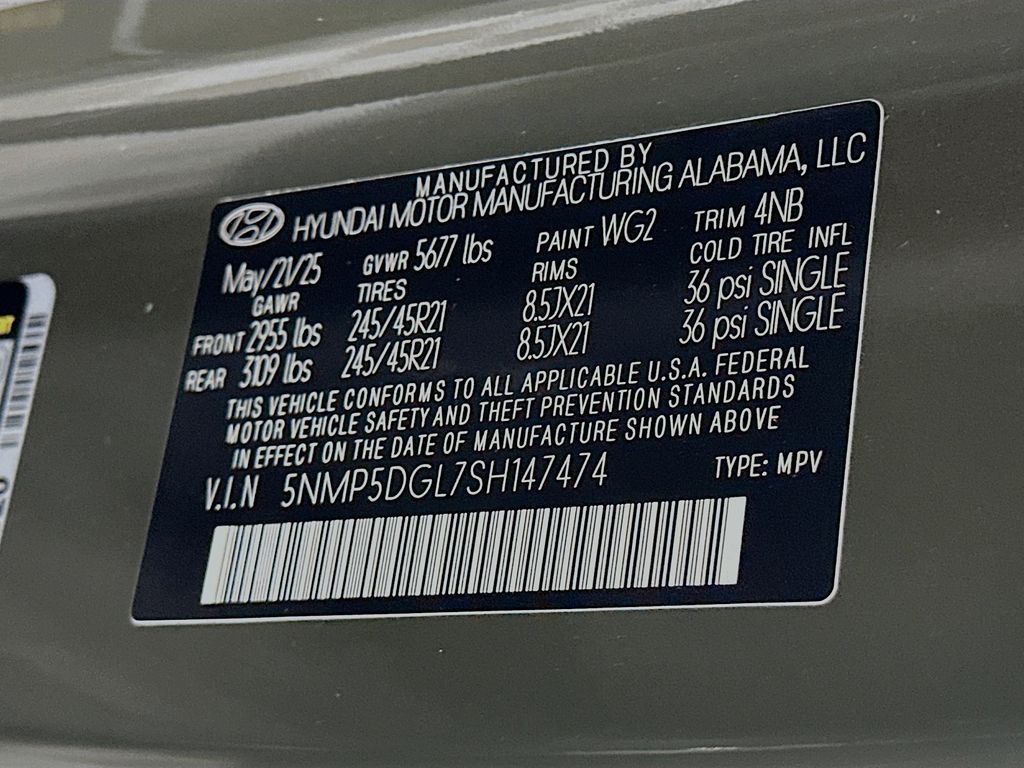 MANUFACTURED BY
HYUNDAI MOTOR MANUFACTURING ALABAMA, LLC
May/21/25 GVWR 5677 lbs PAINT WG2 TRIM 4NB
GAWR TIRES RIMS COLD TIRE INFL
FRONT 2955 lbs 245/45R21 8.5JX21 36 psi SINGLE
REAR 3109 lbs 245/45R21 8.5JX21 36 psi SINGLE
THIS VEHICLE CONFORMS TO ALL APPLICABLE U.S.A. FEDERAL
MOTOR VEHICLE SAFETY AND THEFT PREVENTION STANDARDS
IN EFFECT ON THE DATE OF MANUFACTURE SHOWN ABOVE
V.I.N 5NMP5DGL7SH147474 TYPE: MPV